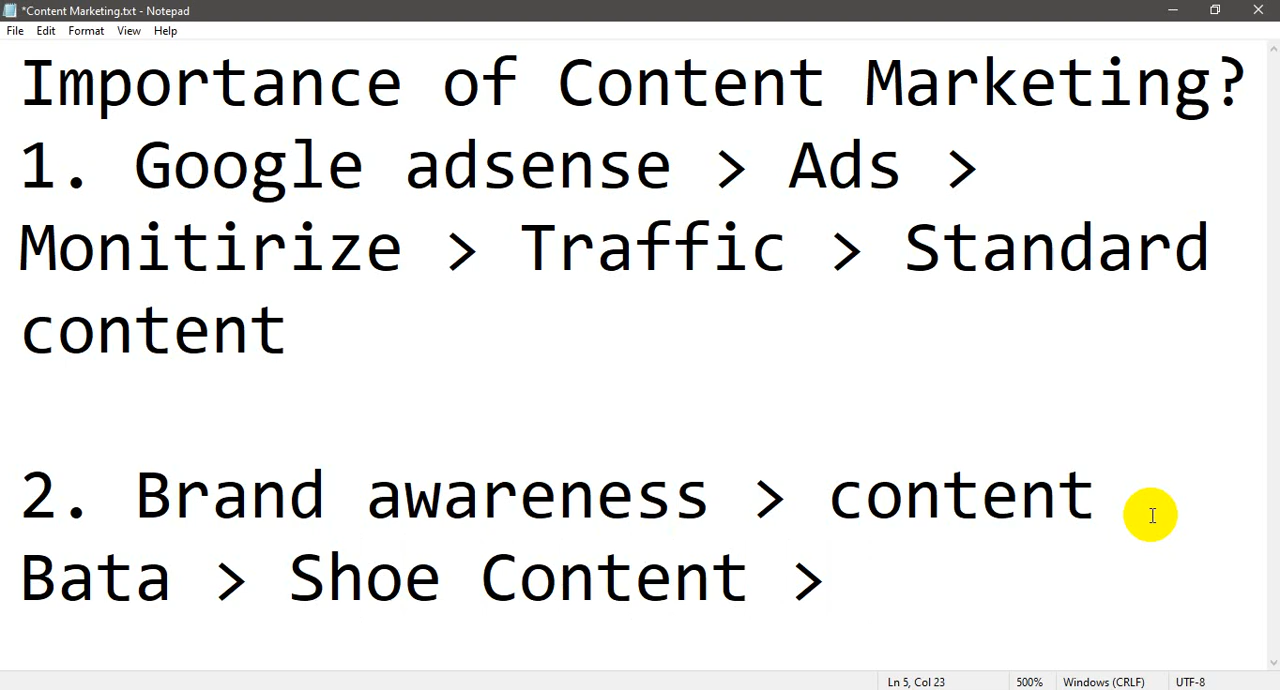 *Content Marketing.txt - Notepad
File Edit Format View Help
Importance of Content Marketing?
1. Google adsense > Ads >
Monitirize > Traffic > Standard
content
2. Brand awareness > content
Bata > Shoe Content >
Ln 5, Col 23 500% Windows (CRLF) UTF-8